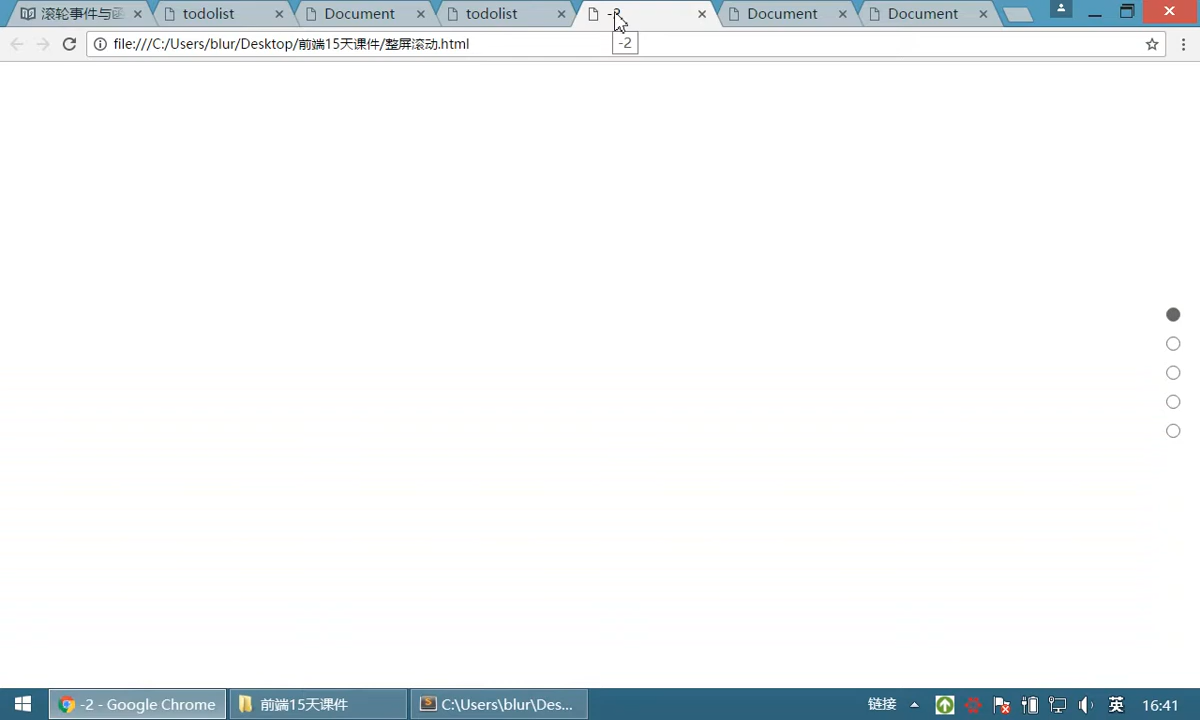 滚轮事件与函
todolist
Document
todolist
-2
Document
Document
file:///C:/Users/blur/Desktop/前端15天课件/整屏滚动.html
-2
-2 - Google Chrome
前端15天课件
C:\Users\blur\Des...
链接
英
16:41